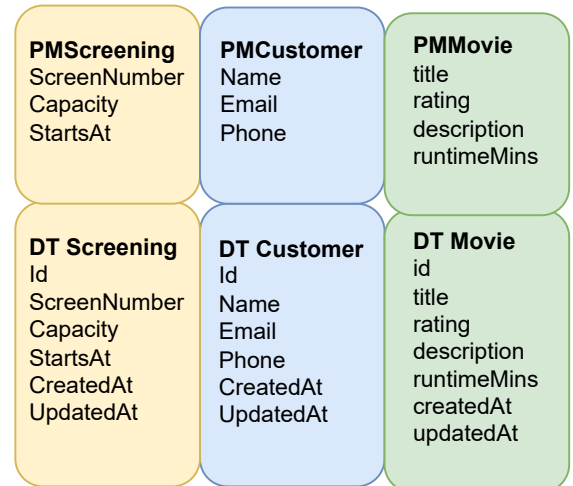 PMScreening
ScreenNumber
Capacity
StartsAt
PMCustomer
Name
Email
Phone
PMMovie
title
rating
description
runtimeMins
DT Screening
Id
ScreenNumber
Capacity
StartsAt
CreatedAt
UpdatedAt
DT Customer
Id
Name
Email
Phone
CreatedAt
UpdatedAt
DT Movie
id
title
rating
description
runtimeMins
createdAt
updatedAt